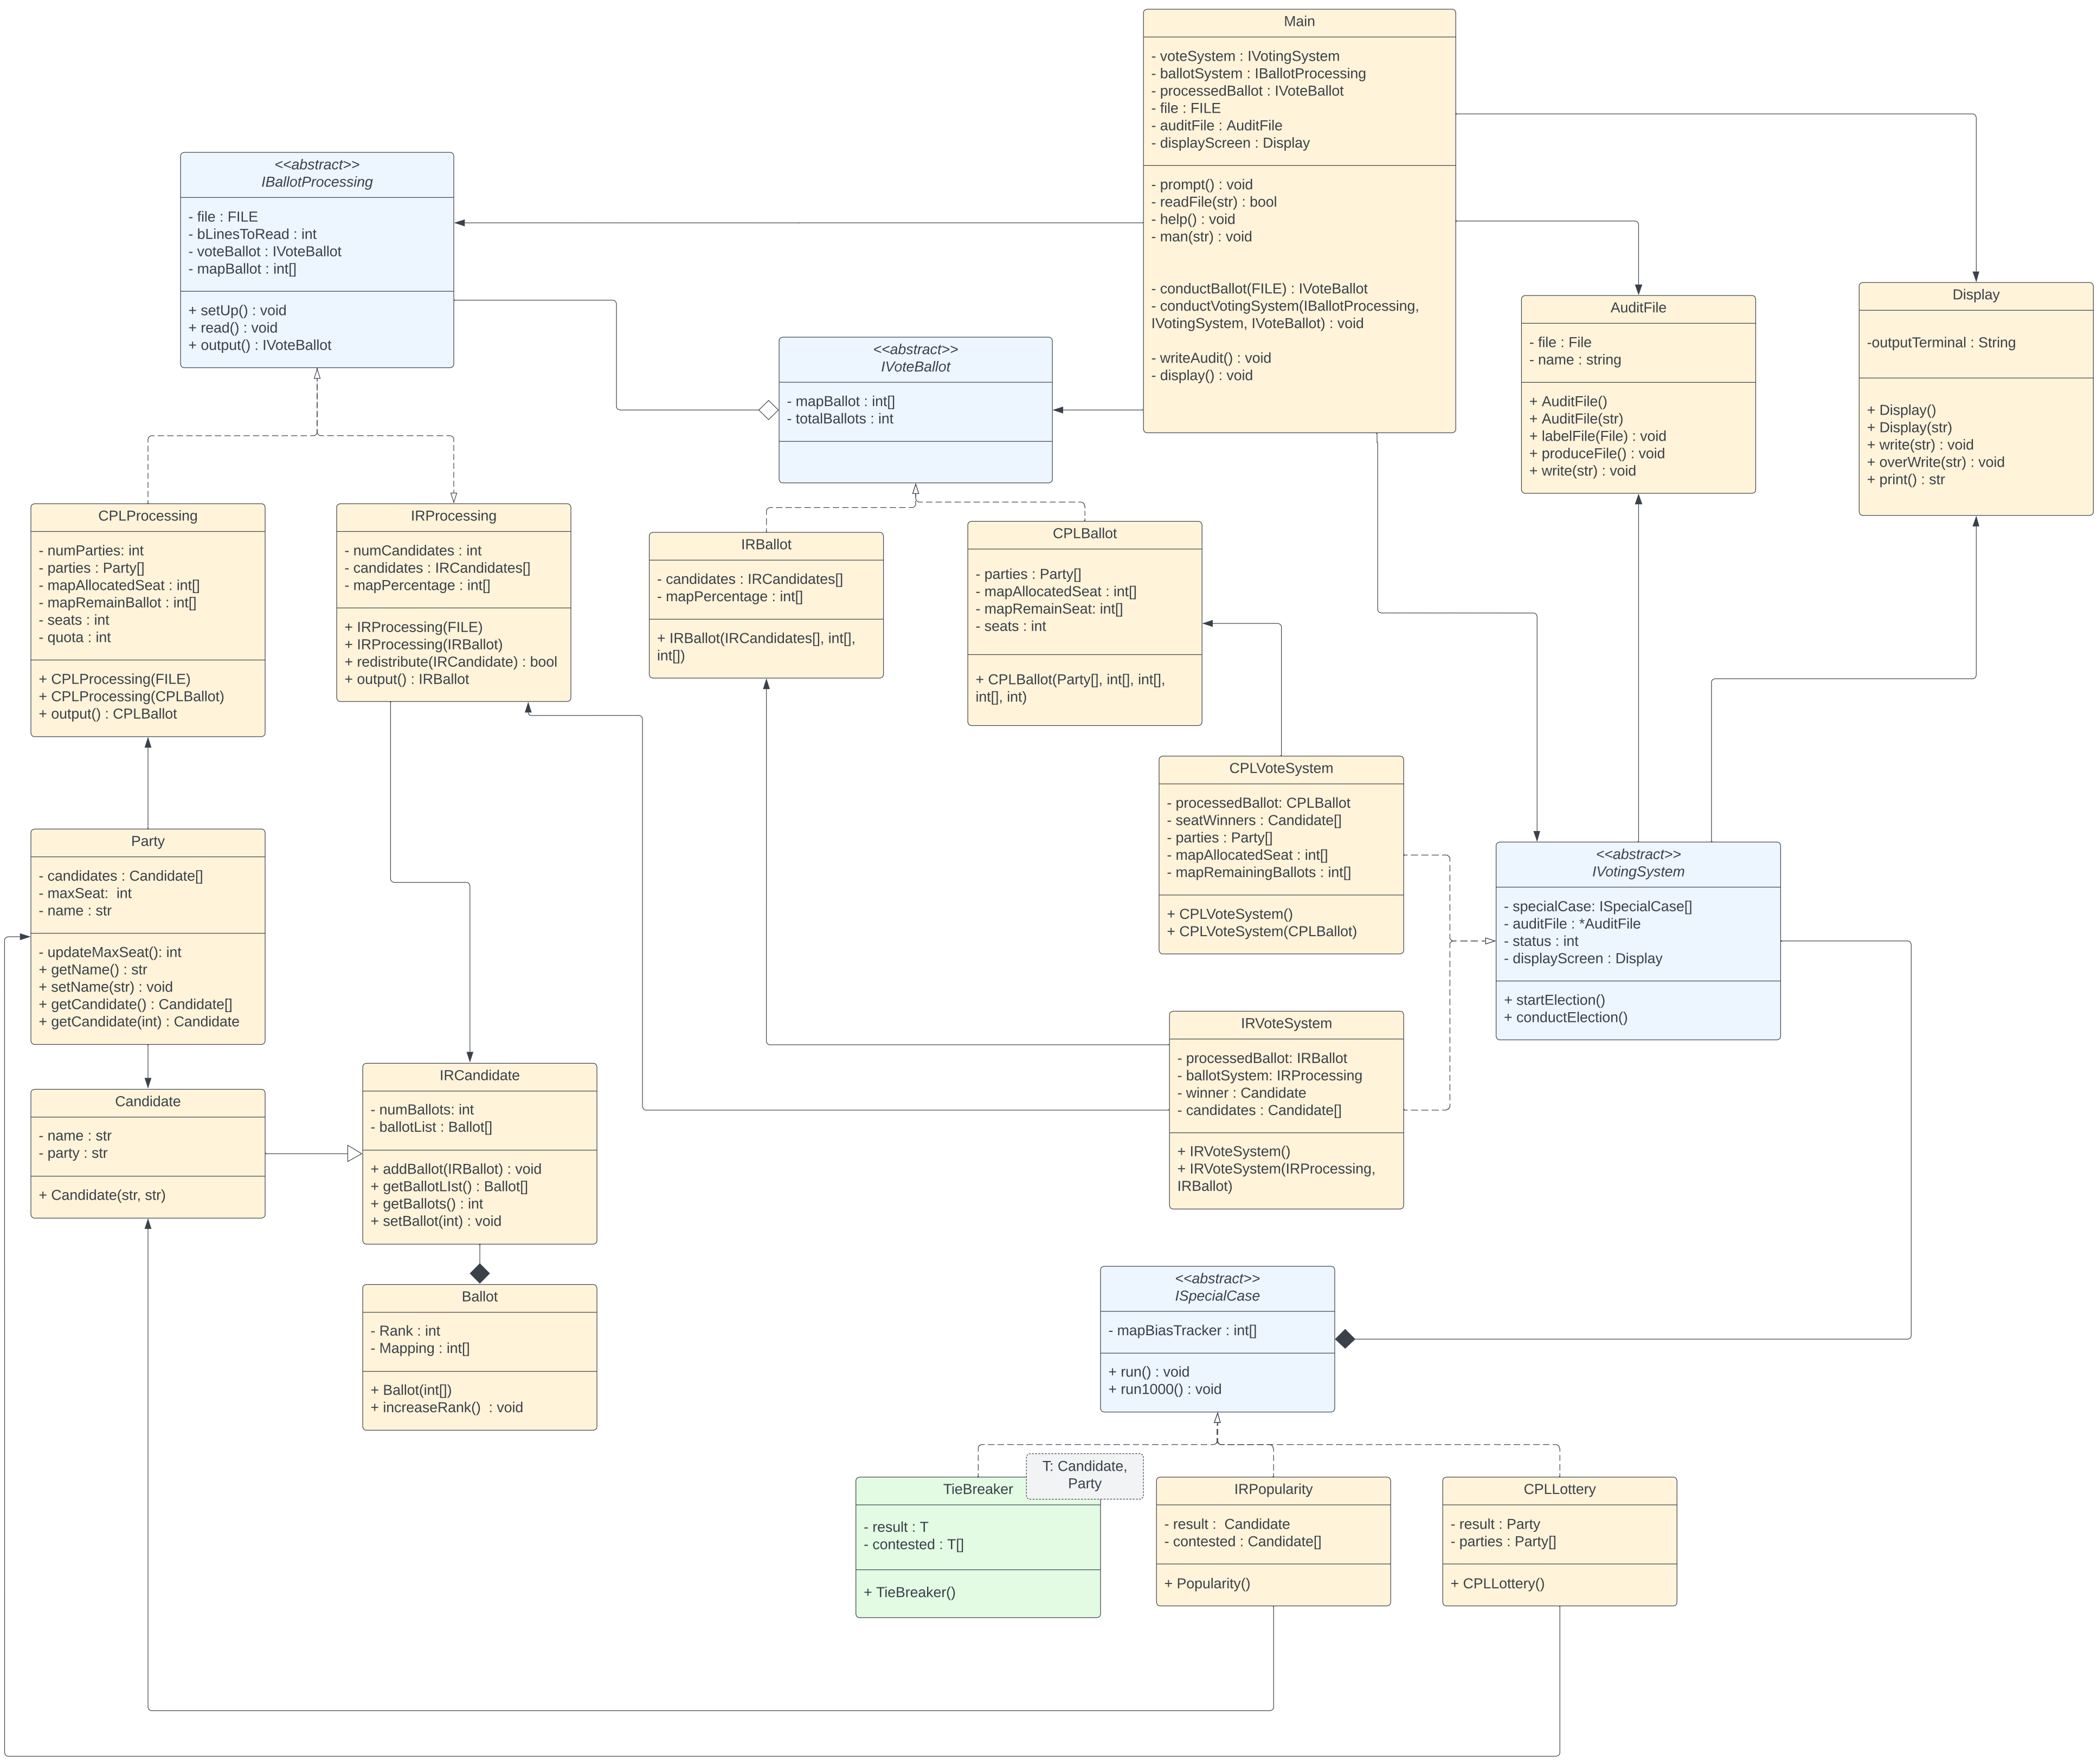 Main
- voteSystem : IVotingSystem
- ballotSystem : IBallotProcessing
- processedBallot : IVoteBallot
- file : FILE
- auditFile : AuditFile
- displayScreen : Display
- prompt() : void
- readFile(str) : bool
- help() : void
- man(str) : void
- conductBallot(FILE) : IVoteBallot
- conductVotingSystem(IBallotProcessing,
IVotingSystem, IVoteBallot) : void
- writeAudit() : void
- display() : void
<<abstract>>
IBallotProcessing
- file : FILE
- bLinesToRead : int
- voteBallot : IVoteBallot
- mapBallot : int[]
+ setUp() : void
+ read() : void
+ output() : IVoteBallot
<<abstract>>
IVoteBallot
- mapBallot : int[]
- totalBallots : int
AuditFile
- file : File
- name : string
+ AuditFile()
+ AuditFile(str)
+ labelFile(File) : void
+ produceFile() : void
+ write(str) : void
Display
-outputTerminal : String
+ Display()
+ Display(str)
+ write(str) : void
+ overWrite(str) : void
+ print() : str
CPLProcessing
- numParties: int
- parties : Party[]
- mapAllocatedSeat : int[]
- mapRemainBallot : int[]
- seats : int
- quota : int
+ CPLProcessing(FILE)
+ CPLProcessing(CPLBallot)
+ output() : CPLBallot
IRProcessing
- numCandidates : int
- candidates : IRCandidates[]
- mapPercentage : int[]
+ IRProcessing(FILE)
+ IRProcessing(IRBallot)
+ redistribute(IRCandidate) : bool
+ output() : IRBallot
IRBallot
- candidates : IRCandidates[]
- mapPercentage : int[]
+ IRBallot(IRCandidates[], int[],
int[])
CPLBallot
- parties : Party[]
- mapAllocatedSeat : int[]
- mapRemainSeat: int[]
- seats : int
+ CPLBallot(Party[], int[], int[],
int[], int)
CPLVoteSystem
- processedBallot: CPLBallot
- seatWinners : Candidate[]
- parties : Party[]
- mapAllocatedSeat : int[]
- mapRemainingBallots : int[]
+ CPLVoteSystem()
+ CPLVoteSystem(CPLBallot)
Party
- candidates : Candidate[]
- maxSeat:  int
- name : str
- updateMaxSeat(): int
+ getName() : str
+ setName(str) : void
+ getCandidate() : Candidate[]
+ getCandidate(int) : Candidate
<<abstract>>
IVotingSystem
- specialCase: ISpecialCase[]
- auditFile : *AuditFile
- status : int
- displayScreen : Display
+ startElection()
+ conductElection()
IRVoteSystem
- processedBallot: IRBallot
- ballotSystem: IRProcessing
- winner : Candidate
- candidates : Candidate[]
+ IRVoteSystem()
+ IRVoteSystem(IRProcessing,
IRBallot)
Candidate
- name : str
- party : str
+ Candidate(str, str)
IRCandidate
- numBallots: int
- ballotList : Ballot[]
+ addBallot(IRBallot) : void
+ getBallotLIst() : Ballot[]
+ getBallots() : int
+ setBallot(int) : void
Ballot
- Rank : int
- Mapping : int[]
+ Ballot(int[])
+ increaseRank()  : void
<<abstract>>
ISpecialCase
- mapBiasTracker : int[]
+ run() : void
+ run1000() : void
T: Candidate,
Party
TieBreaker
- result : T
- contested : T[]
+ TieBreaker()
IRPopularity
- result :  Candidate
- contested : Candidate[]
+ Popularity()
CPLLottery
- result : Party
- parties : Party[]
+ CPLLottery()